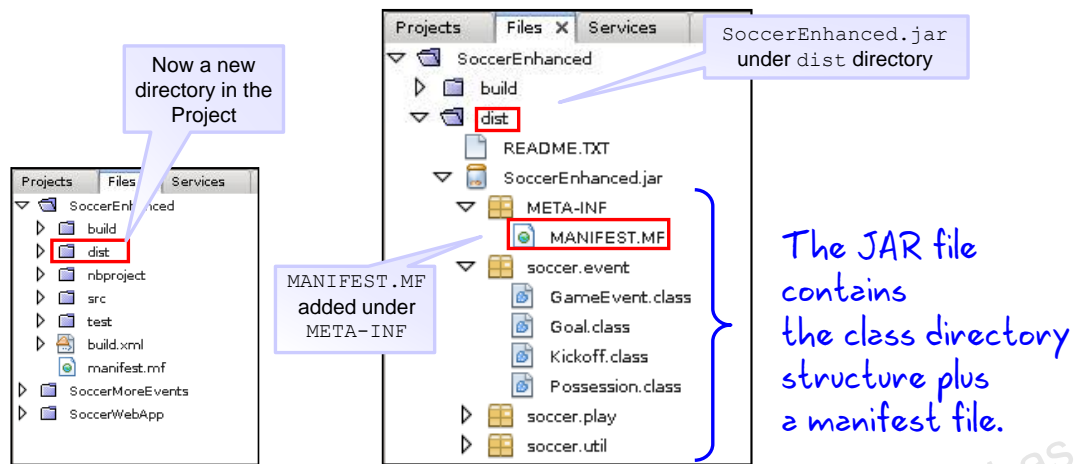 Now a new
directory in the
Project
Projects Files Services
SoccerEnhanced
build
dist
nbproject
src
test
build.xml
manifest.mf
SoccerMoreEvents
SoccerWebApp
Projects Files X Services
SoccerEnhanced
build
dist
README.TXT
SoccerEnhanced.jar
META-INF
MANIFEST.MF
soccer.event
GameEvent.class
Goal.class
Kickoff.class
Possession.class
soccer.play
soccer.util
SoccerEnhanced.jar
under dist directory
MANIFEST.MF
added under
META-INF
The JAR file
contains
the class directory
structure plus
a manifest file.